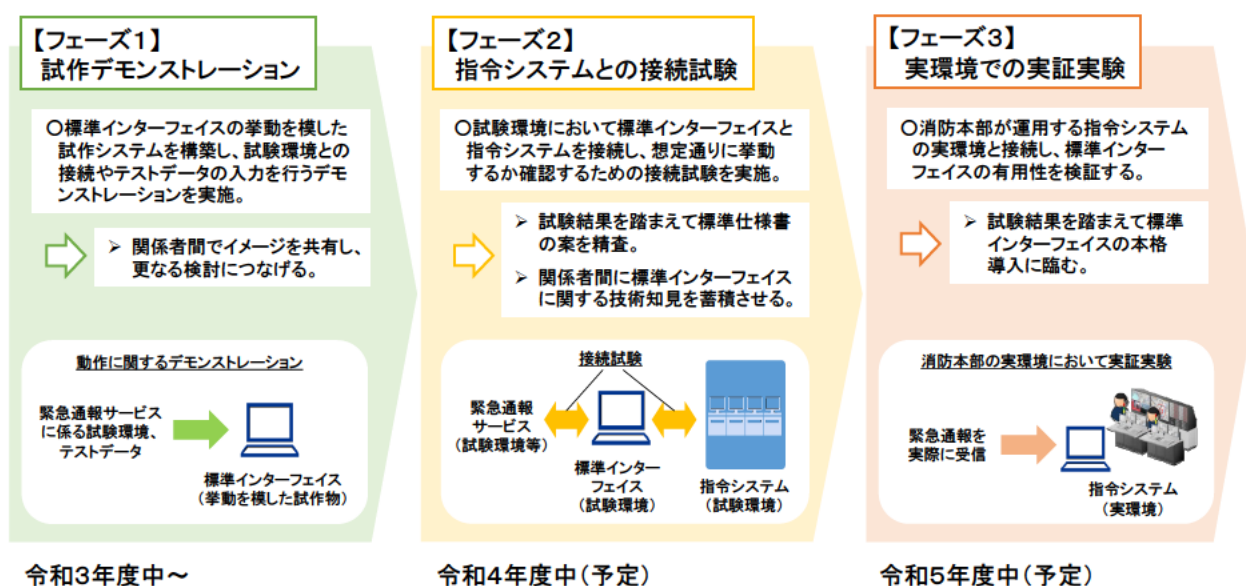 【フェーズ1】
試作デモンストレーション
〇標準インターフェイスの挙動を模した
試作システムを構築し、試験環境との
接続やテストデータの入力を行うデモ
ンストレーションを実施。
➤ 関係者間でイメージを共有し、
更なる検討につなげる。
動作に関するデモンストレーション
緊急通報サービス
に係る試験環境、
テストデータ
標準インターフェイス
(挙動を模した試作物)
令和3年度中～
【フェーズ2】
指令システムとの接続試験
〇試験環境において標準インターフェイスと
指令システムを接続し、想定通りに挙動
するか確認するための接続試験を実施。
➤ 試験結果を踏まえて標準仕様書
の案を精査。
➤ 関係者間に標準インターフェイス
に関する技術知見を蓄積させる。
接続試験
緊急通報
サービス
(試験環境等)
標準インター
フェイス
(試験環境)
指令システム
(試験環境)
令和4年度中(予定)
【フェーズ3】
実環境での実証実験
〇消防本部が運用する指令システム
の実環境と接続し、標準インター
フェイスの有用性を検証する。
➤ 試験結果を踏まえて標準
インターフェイスの本格
導入に臨む。
消防本部の実環境において実証実験
緊急通報を
実際に受信
指令システム
(実環境)
令和5年度中(予定)